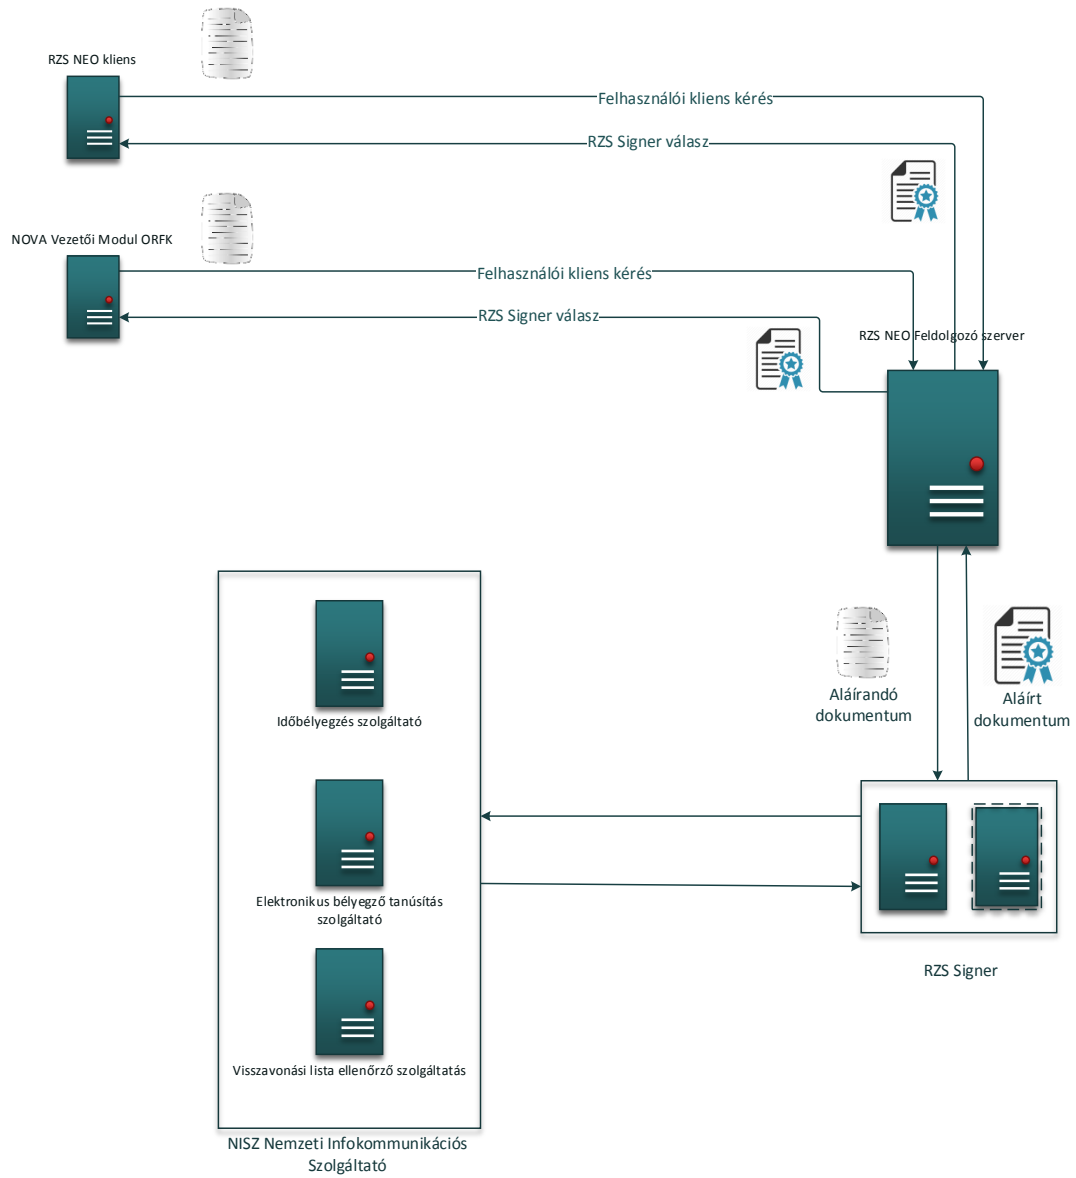 RZS NEO kliens
Felhasználói kliens kérés
RZS Signer válasz
NOVA Vezetői Modul ORFK
Felhasználói kliens kérés
RZS Signer válasz
RZS NEO Feldolgozó szerver
Aláírandó
dokumentum
Aláírt
dokumentum
Időbélyegzés szolgáltató
Elektronikus bélyegző tanúsítás
szolgáltató
RZS Signer
Visszavonási lista ellenőrző szolgáltatás
NISZ Nemzeti Infokommunikációs
Szolgáltató